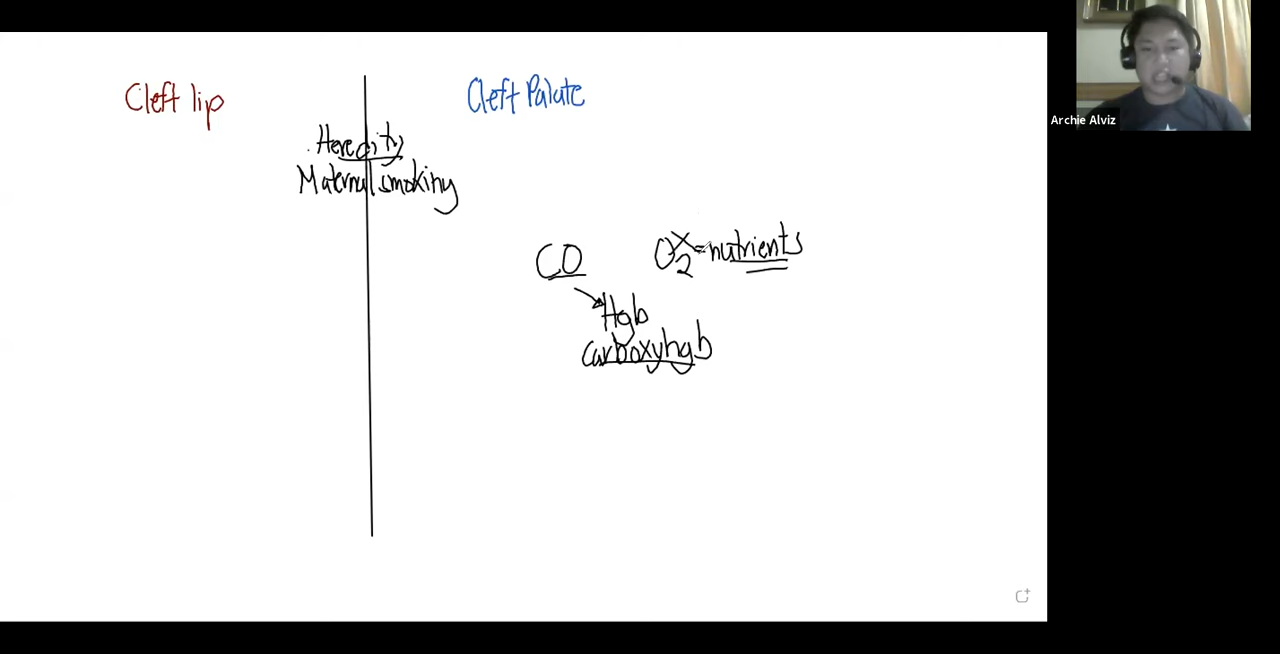 Cleft lip
Cleft Palate
Heredity
Maternal smoking
CO
O2 = nutrients
Hgb
carboxyhgb
Archie Alviz